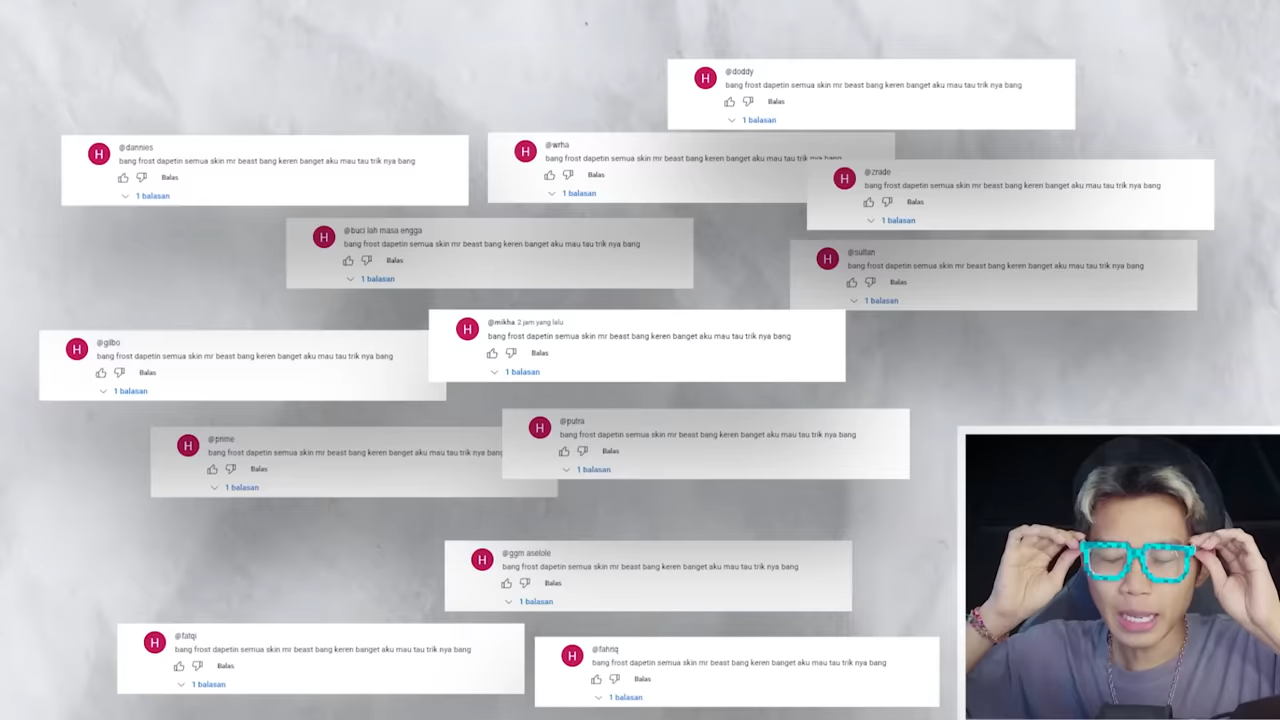 H
@doddy
bang frost dapetin semua skin mr beast bang keren banget aku mau tau trik nya bang
Balas
1 balasan
H
@dannies
bang frost dapetin semua skin mr beast bang keren banget aku mau tau trik nya bang
Balas
1 balasan
H
@wrha
bang frost dapetin semua skin mr beast bang keren banget aku mau tau trik nya bang
Balas
1 balasan
H
@zrade
bang frost dapetin semua skin mr beast bang keren banget aku mau tau trik nya bang
Balas
1 balasan
H
@buci lah masa engga
bang frost dapetin semua skin mr beast bang keren banget aku mau tau trik nya bang
Balas
1 balasan
H
@sultan
bang frost dapetin semua skin mr beast bang keren banget aku mau tau trik nya bang
Balas
1 balasan
H
@mikha 2 jam yang lalu
bang frost dapetin semua skin mr beast bang keren banget aku mau tau trik nya bang
Balas
1 balasan
H
@gilbo
bang frost dapetin semua skin mr beast bang keren banget aku mau tau trik nya bang
Balas
1 balasan
H
@putra
bang frost dapetin semua skin mr beast bang keren banget aku mau tau trik nya bang
Balas
1 balasan
H
@prime
bang frost dapetin semua skin mr beast bang keren banget aku mau tau trik nya bang
Balas
1 balasan
H
@ggm aselole
bang frost dapetin semua skin mr beast bang keren banget aku mau tau trik nya bang
Balas
1 balasan
H
@fatqi
bang frost dapetin semua skin mr beast bang keren banget aku mau tau trik nya bang
Balas
1 balasan
H
@fahriq
bang frost dapetin semua skin mr beast bang keren banget aku mau tau trik nya bang
Balas
1 balasan